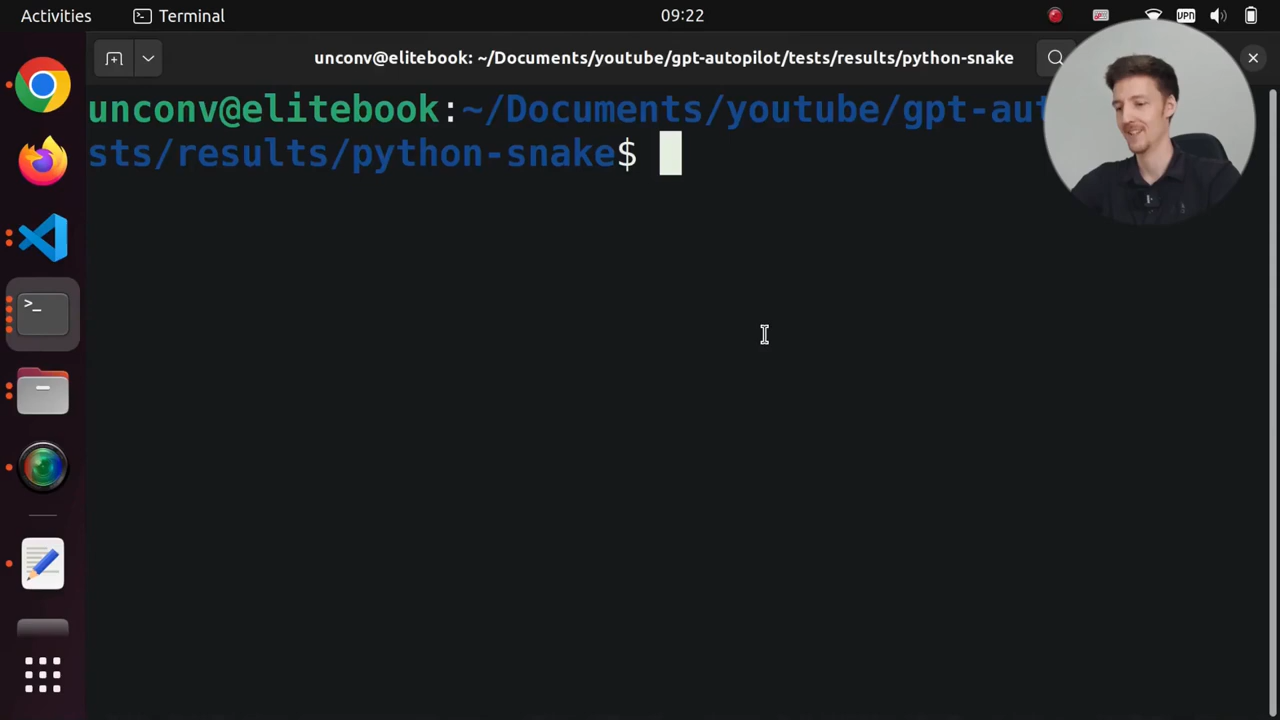 Activities
Terminal
09:22
VPN
unconv@elitebook: ~/Documents/youtube/gpt-autopilot/tests/results/python-snake
unconv@elitebook:~/Documents/youtube/gpt-aut
sts/results/python-snake$